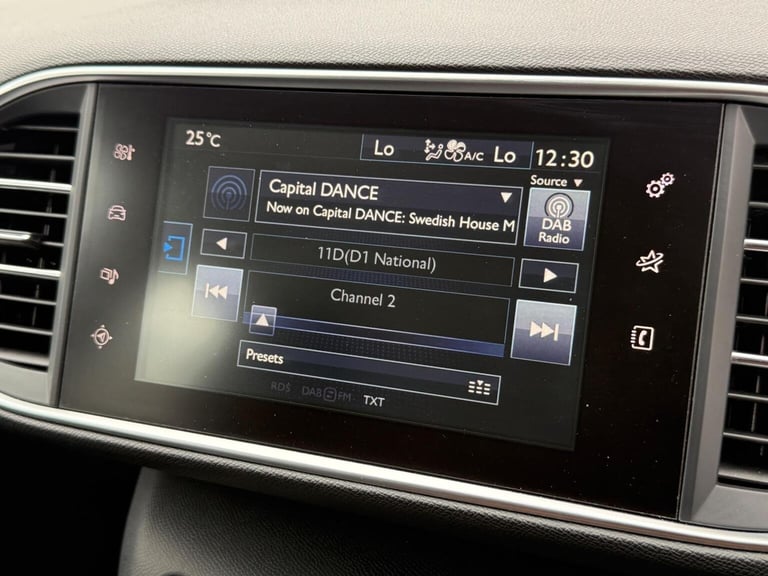 25°C
Lo A/C Lo 12:30
Source
Capital DANCE
Now on Capital DANCE: Swedish House M
DAB
Radio
11D(D1 National)
Channel 2
Presets
RDS DAB FM TXT